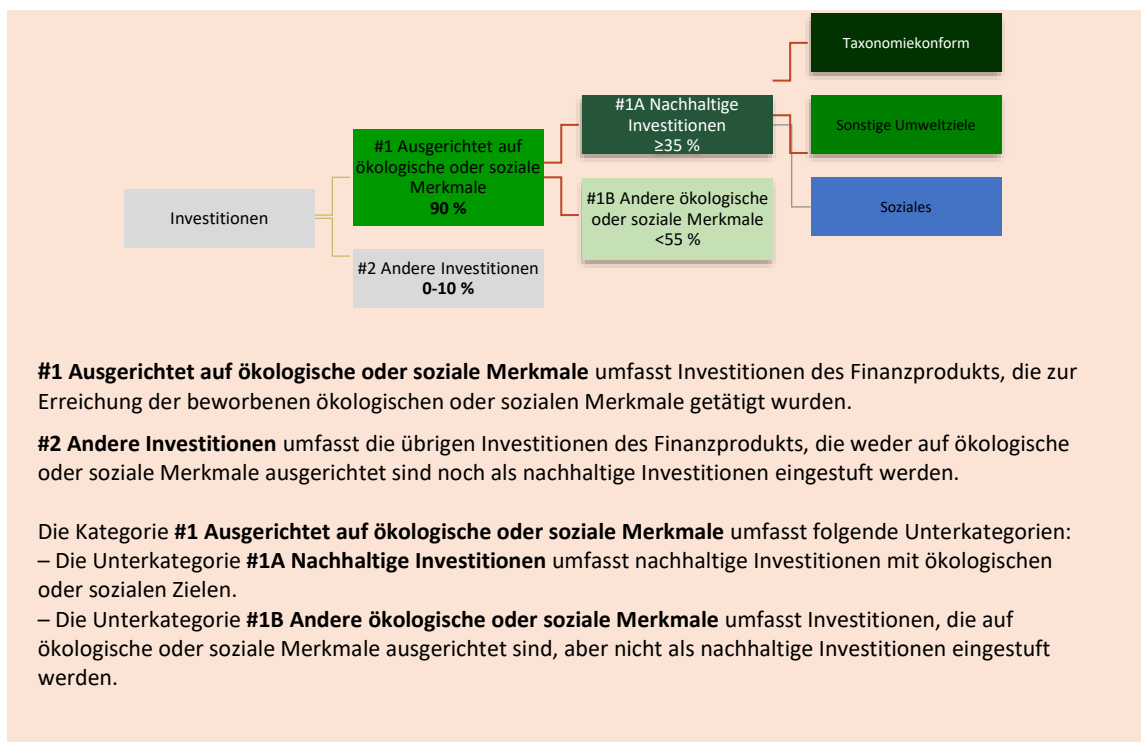 Taxonomiekonform
#1A Nachhaltige
Investitionen
≥35 %
Sonstige Umweltziele
#1 Ausgerichtet auf
ökologische oder soziale
Merkmale
90 %
#1B Andere ökologische
oder soziale Merkmale
<55 %
Soziales
Investitionen
#2 Andere Investitionen
0-10 %
#1 Ausgerichtet auf ökologische oder soziale Merkmale umfasst Investitionen des Finanzprodukts, die zur
Erreichung der beworbenen ökologischen oder sozialen Merkmale getätigt wurden.
#2 Andere Investitionen umfasst die übrigen Investitionen des Finanzprodukts, die weder auf ökologische
oder soziale Merkmale ausgerichtet sind noch als nachhaltige Investitionen eingestuft werden.
Die Kategorie #1 Ausgerichtet auf ökologische oder soziale Merkmale umfasst folgende Unterkategorien:
– Die Unterkategorie #1A Nachhaltige Investitionen umfasst nachhaltige Investitionen mit ökologischen
oder sozialen Zielen.
– Die Unterkategorie #1B Andere ökologische oder soziale Merkmale umfasst Investitionen, die auf
ökologische oder soziale Merkmale ausgerichtet sind, aber nicht als nachhaltige Investitionen eingestuft
werden.